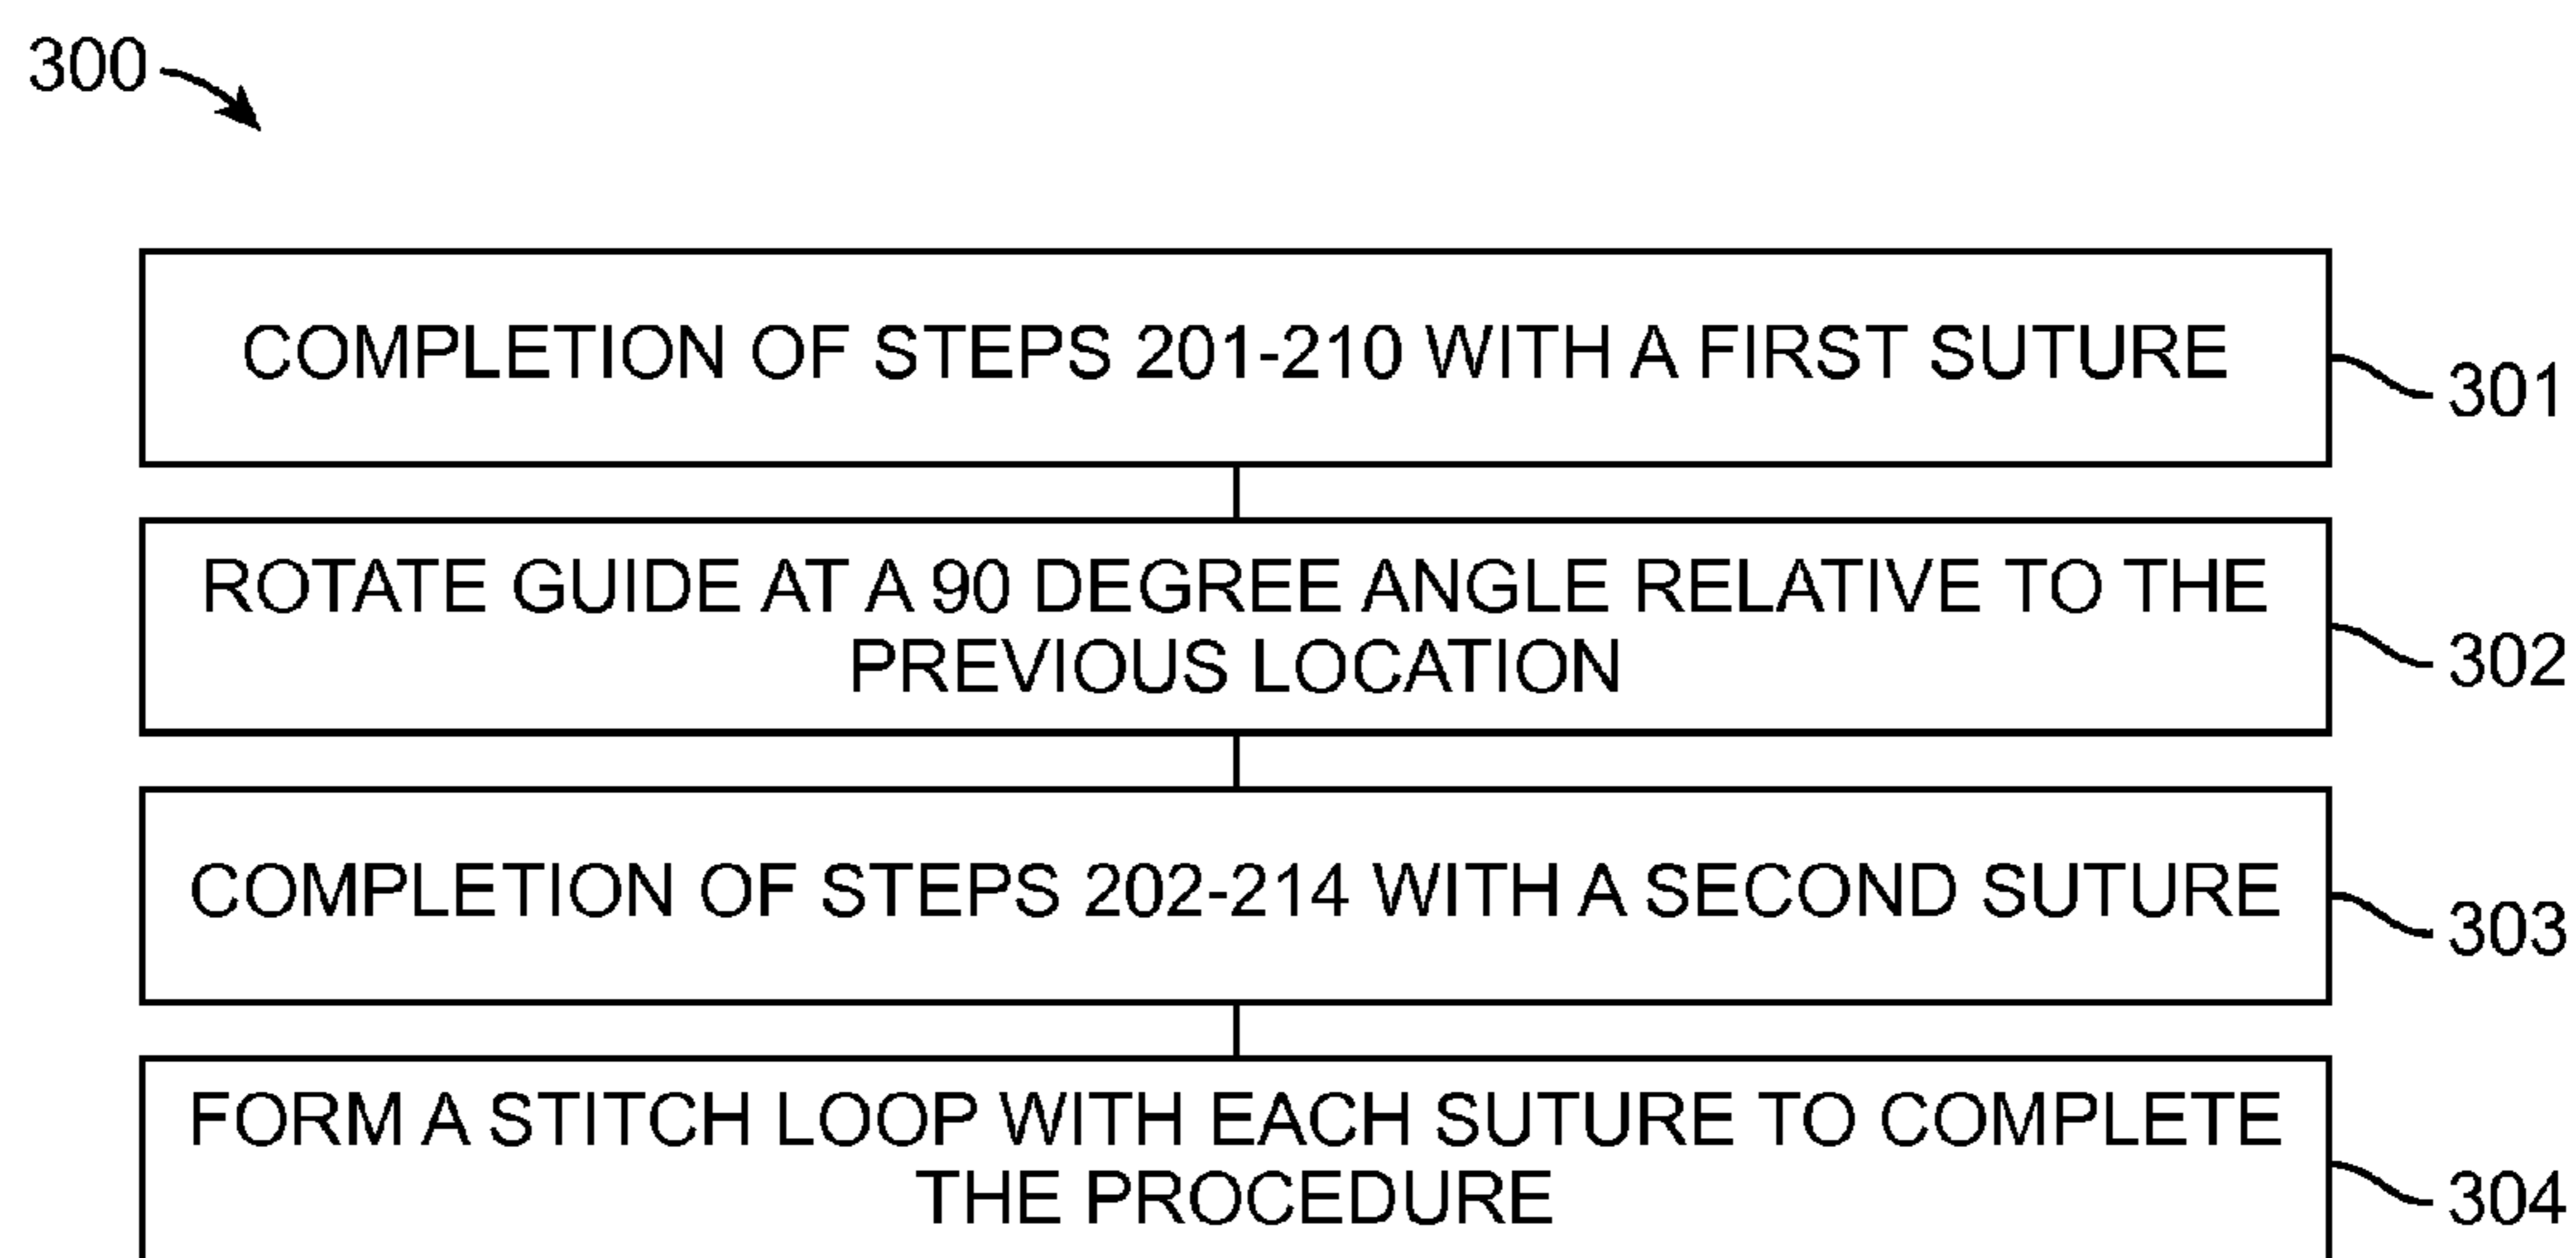 300
COMPLETION OF STEPS 201-210 WITH A FIRST SUTURE
301
ROTATE GUIDE AT A 90 DEGREE ANGLE RELATIVE TO THE
PREVIOUS LOCATION
302
COMPLETION OF STEPS 202-214 WITH A SECOND SUTURE
303
FORM A STITCH LOOP WITH EACH SUTURE TO COMPLETE
THE PROCEDURE
304